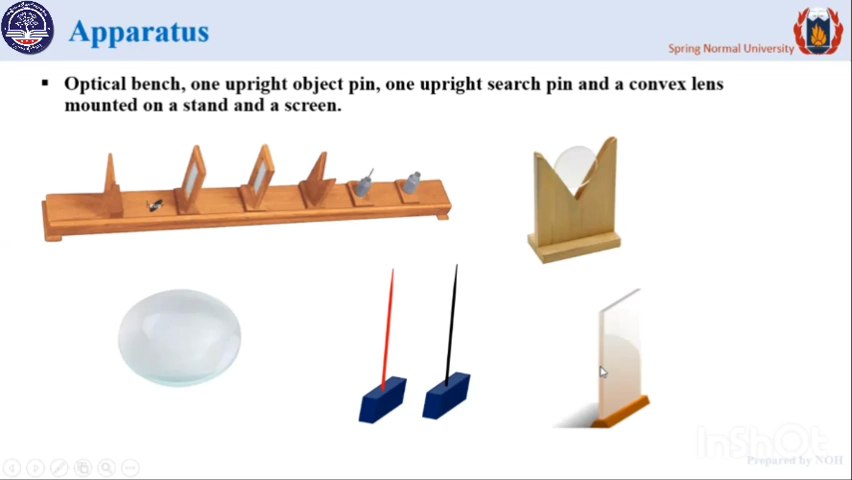 Apparatus
Spring Normal University
▪ Optical bench, one upright object pin, one upright search pin and a convex lens
mounted on a stand and a screen.
InShOt
Prepared by NOH